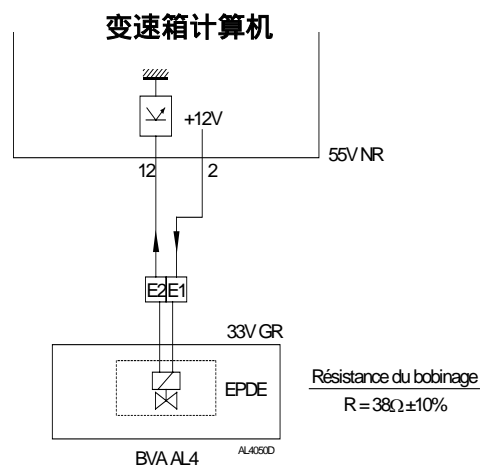 变速箱计算机
+12V
55V NR
12 2
E2 E1
33V GR
EPDE
Résistance du bobinage
R = 38Ω ±10%
AL4050D
BVA AL4